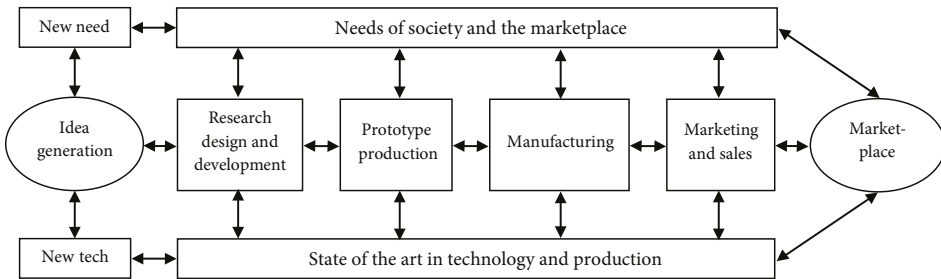 New need
Needs of society and the marketplace
Idea
generation
Research
design and
development
Prototype
production
Manufacturing
Marketing
and sales
Market-
place
New tech
State of the art in technology and production